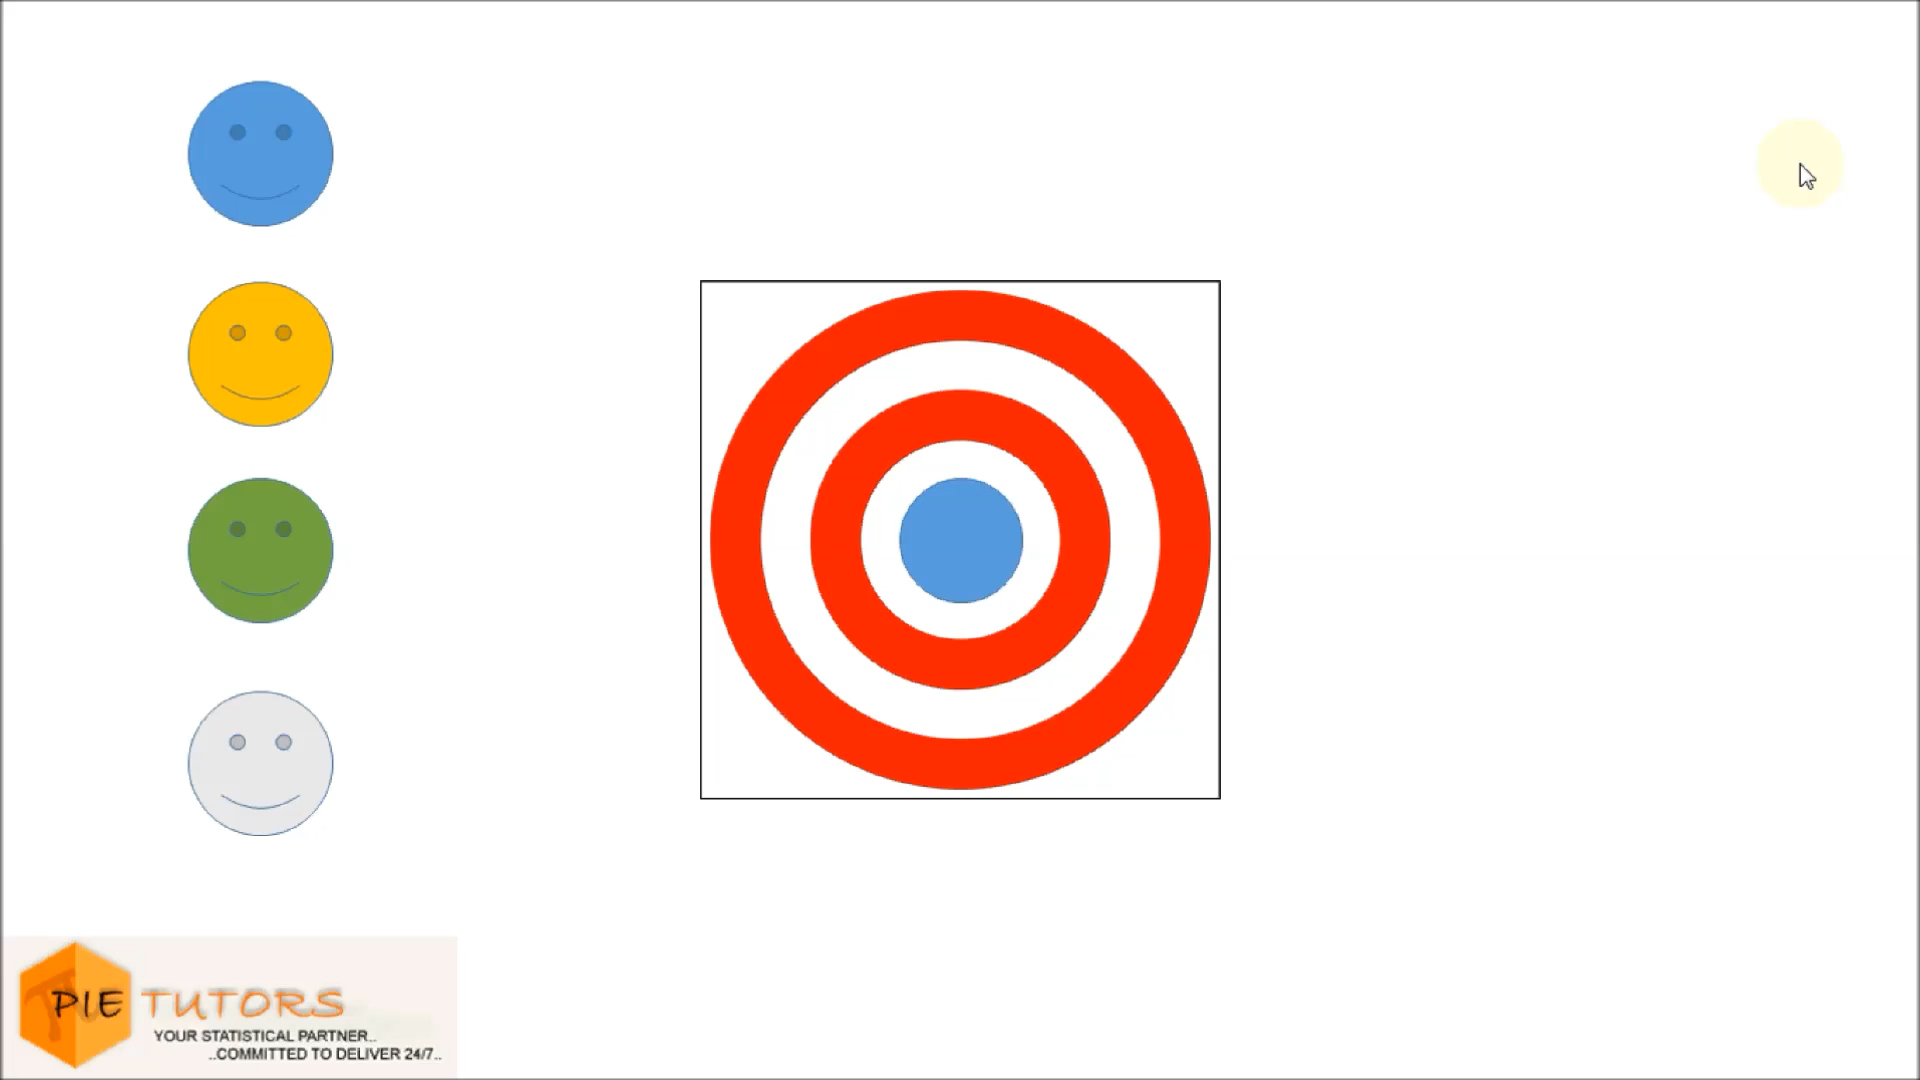 PIE TUTORS
YOUR STATISTICAL PARTNER..
..COMMITTED TO DELIVER 24/7..